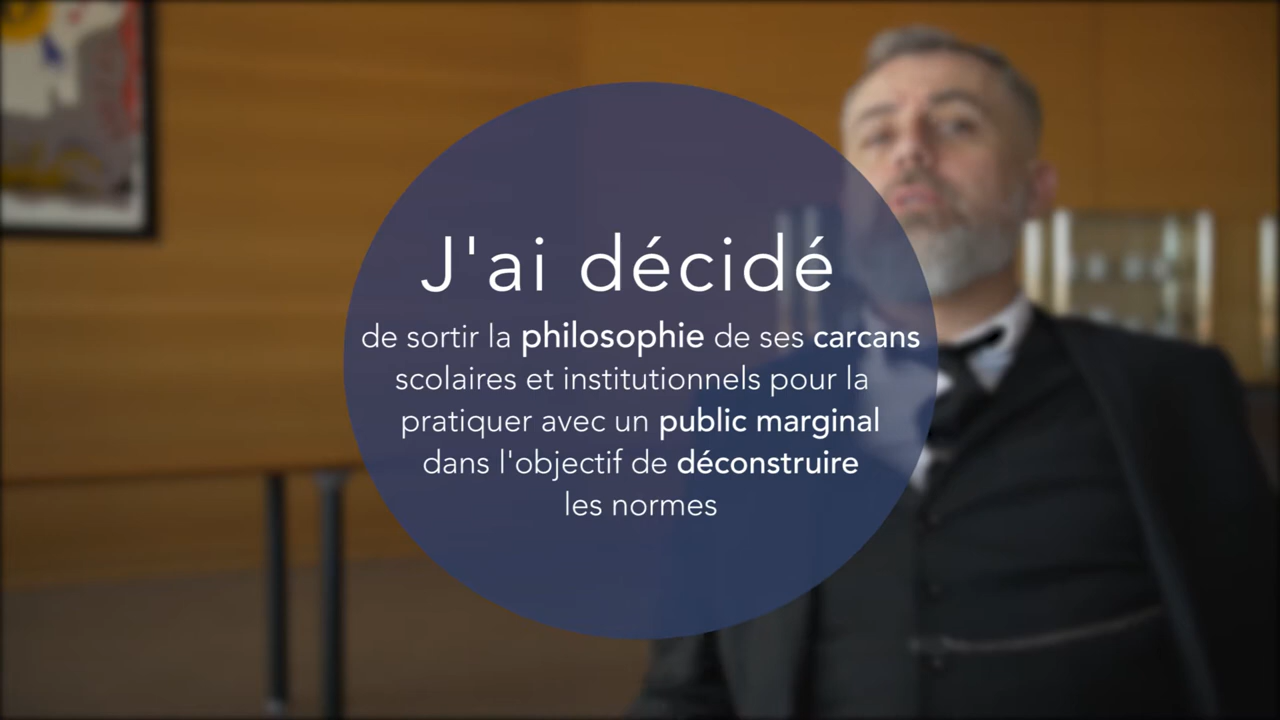 J'ai décidé
de sortir la philosophie de ses carcans
scolaires et institutionnels pour la
pratiquer avec un public marginal
dans l'objectif de déconstruire
les normes